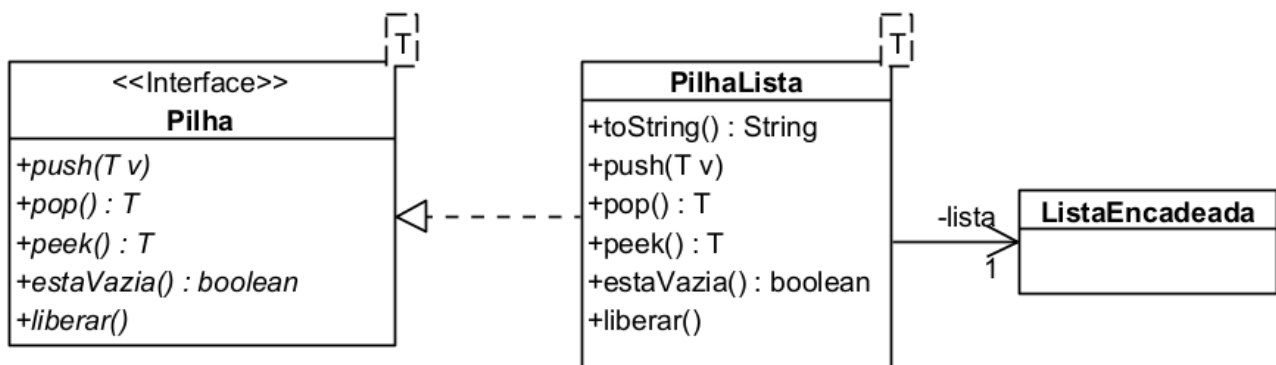 T
<<Interface>>
Pilha
+push(T v)
+pop() : T
+peek() : T
+estaVazia() : boolean
+liberar()
T
PilhaLista
+toString() : String
+push(T v)
+pop() : T
+peek() : T
+estaVazia() : boolean
+liberar()
-lista
1
ListaEncadeada